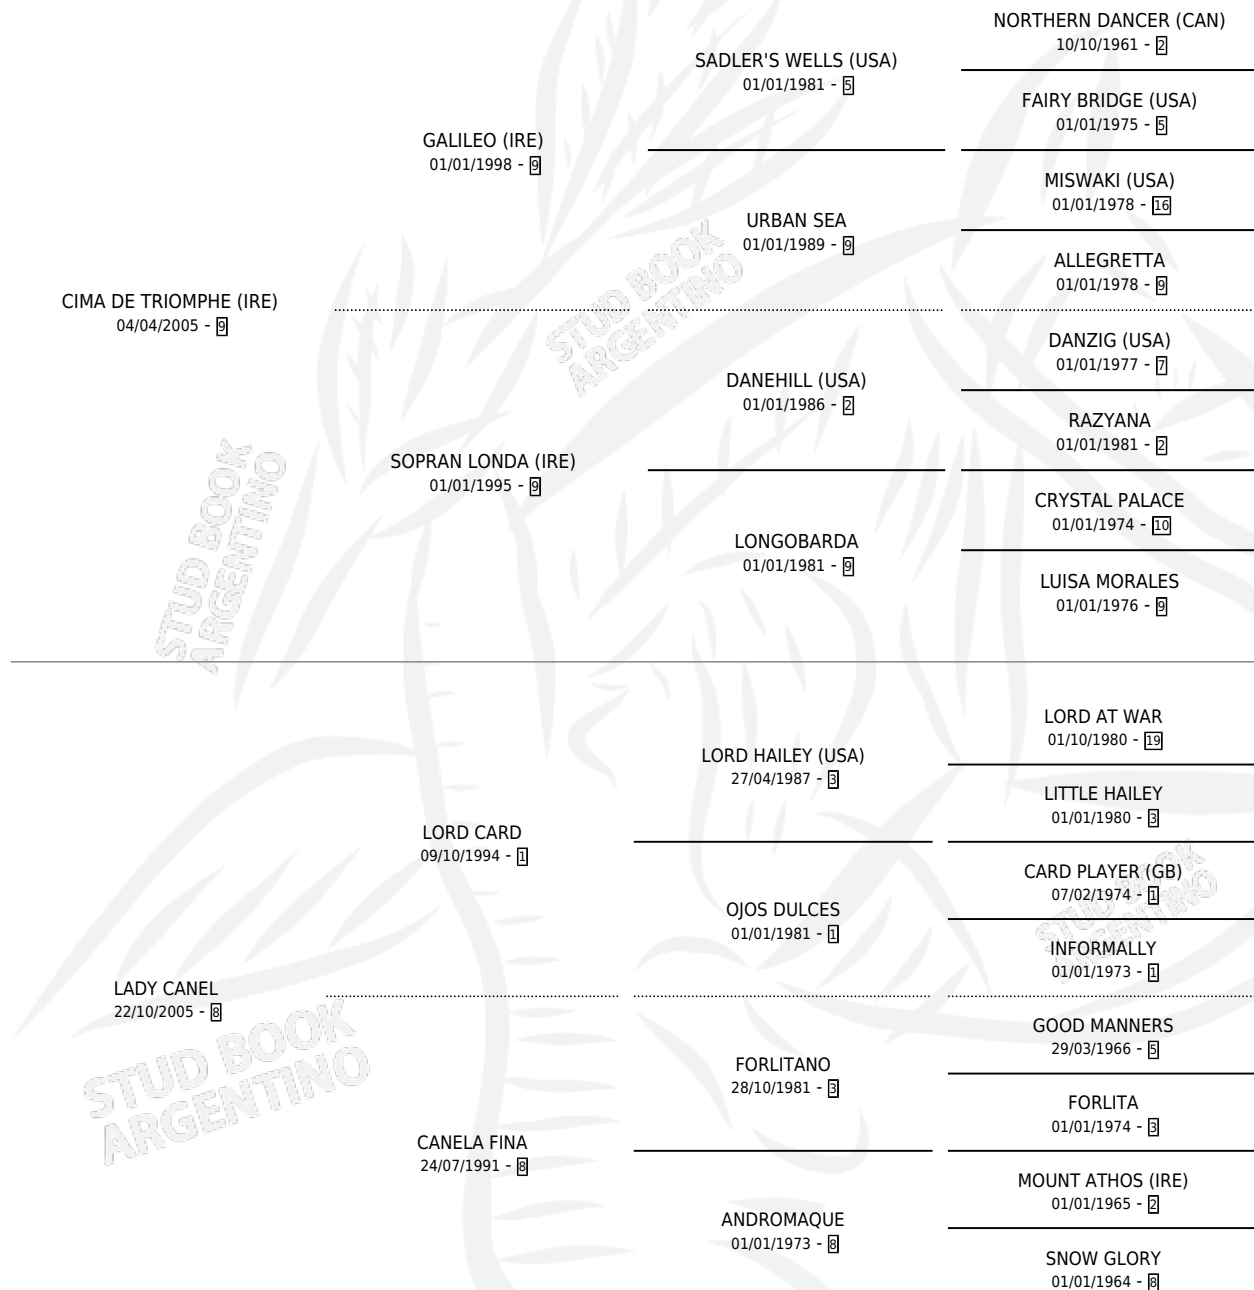 NORTHERN DANCER (CAN)
10/10/1961 - 2
SADLER'S WELLS (USA)
01/01/1981 - 5
FAIRY BRIDGE (USA)
01/01/1975 - 5
GALILEO (IRE)
01/01/1998 - 9
MISWAKI (USA)
01/01/1978 - 16
URBAN SEA
01/01/1989 - 9
ALLEGRETTA
01/01/1978 - 9
CIMA DE TRIOMPHE (IRE)
04/04/2005 - 9
DANZIG (USA)
01/01/1977 - 7
DANEHILL (USA)
01/01/1986 - 2
RAZYANA
01/01/1981 - 2
SOPRAN LONDA (IRE)
01/01/1995 - 9
CRYSTAL PALACE
01/01/1974 - 10
LONGOBARDA
01/01/1981 - 9
LUISA MORALES
01/01/1976 - 9
LORD AT WAR
01/10/1980 - 19
LORD HAILEY (USA)
27/04/1987 - 3
LITTLE HAILEY
01/01/1980 - 3
LORD CARD
09/10/1994 - 1
CARD PLAYER (GB)
07/02/1974 - 1
OJOS DULCES
01/01/1981 - 1
INFORMALLY
01/01/1973 - 1
LADY CANEL
22/10/2005 - 8
GOOD MANNERS
29/03/1966 - 5
FORLITANO
28/10/1981 - 3
FORLITA
01/01/1974 - 3
CANELA FINA
24/07/1991 - 8
MOUNT ATHOS (IRE)
01/01/1965 - 2
ANDROMAQUE
01/01/1973 - 8
SNOW GLORY
01/01/1964 - 8
STUD BOOK
ARGENTINO
STUD BOOK
ARGENTINO
STUD BOOK
ARGENTINO
STUD BOOK
ARGENTINO